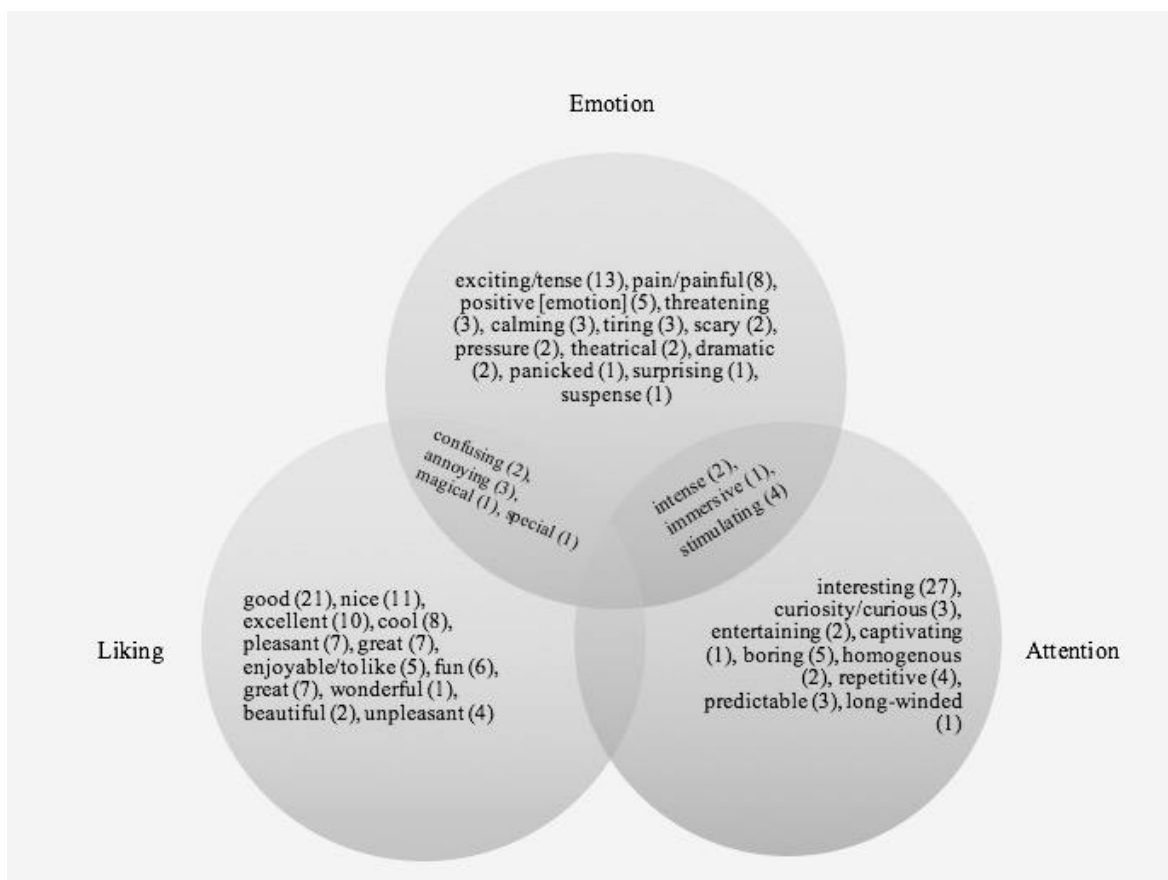 Emotion
exciting/tense (13), pain/painful (8),
positive [emotion] (5), threatening
(3), calming (3), tiring (3), scary (2),
pressure (2), theatrical (2), dramatic
(2), panicked (1), surprising (1),
suspense (1)
confusing (2),
annoying (3),
magical (1), special (1)
intense (2),
immersive (1),
stimulating (4)
Liking
good (21), nice (11),
excellent (10), cool (8),
pleasant (7), great (7),
enjoyable/to like (5), fun (6),
great (7), wonderful (1),
beautiful (2), unpleasant (4)
interesting (27),
curiosity/curious (3),
entertaining (2), captivating
(1), boring (5), homogenous
(2), repetitive (4),
predictable (3), long-winded
(1)
Attention